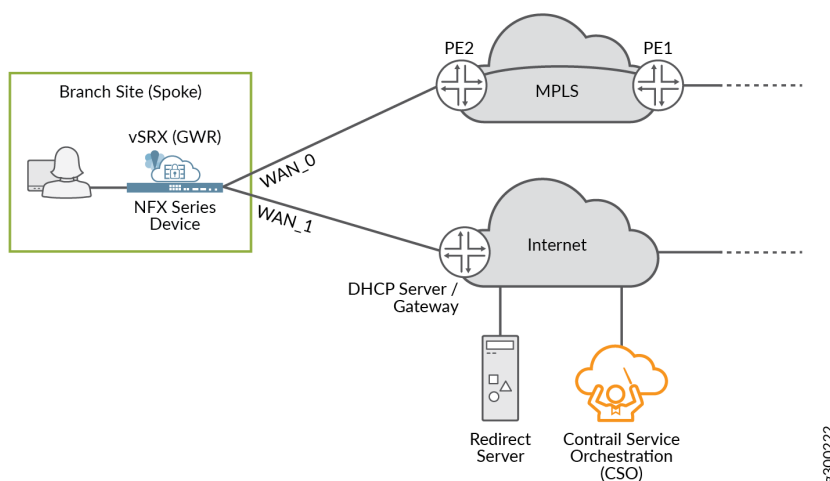 PE2
PE1
MPLS
Branch Site (Spoke)
vSRX (GWR)
WAN_0
NFX Series
Device
WAN_1
Internet
DHCP Server /
Gateway
Redirect
Server
Contrail Service
Orchestration
(CSO)